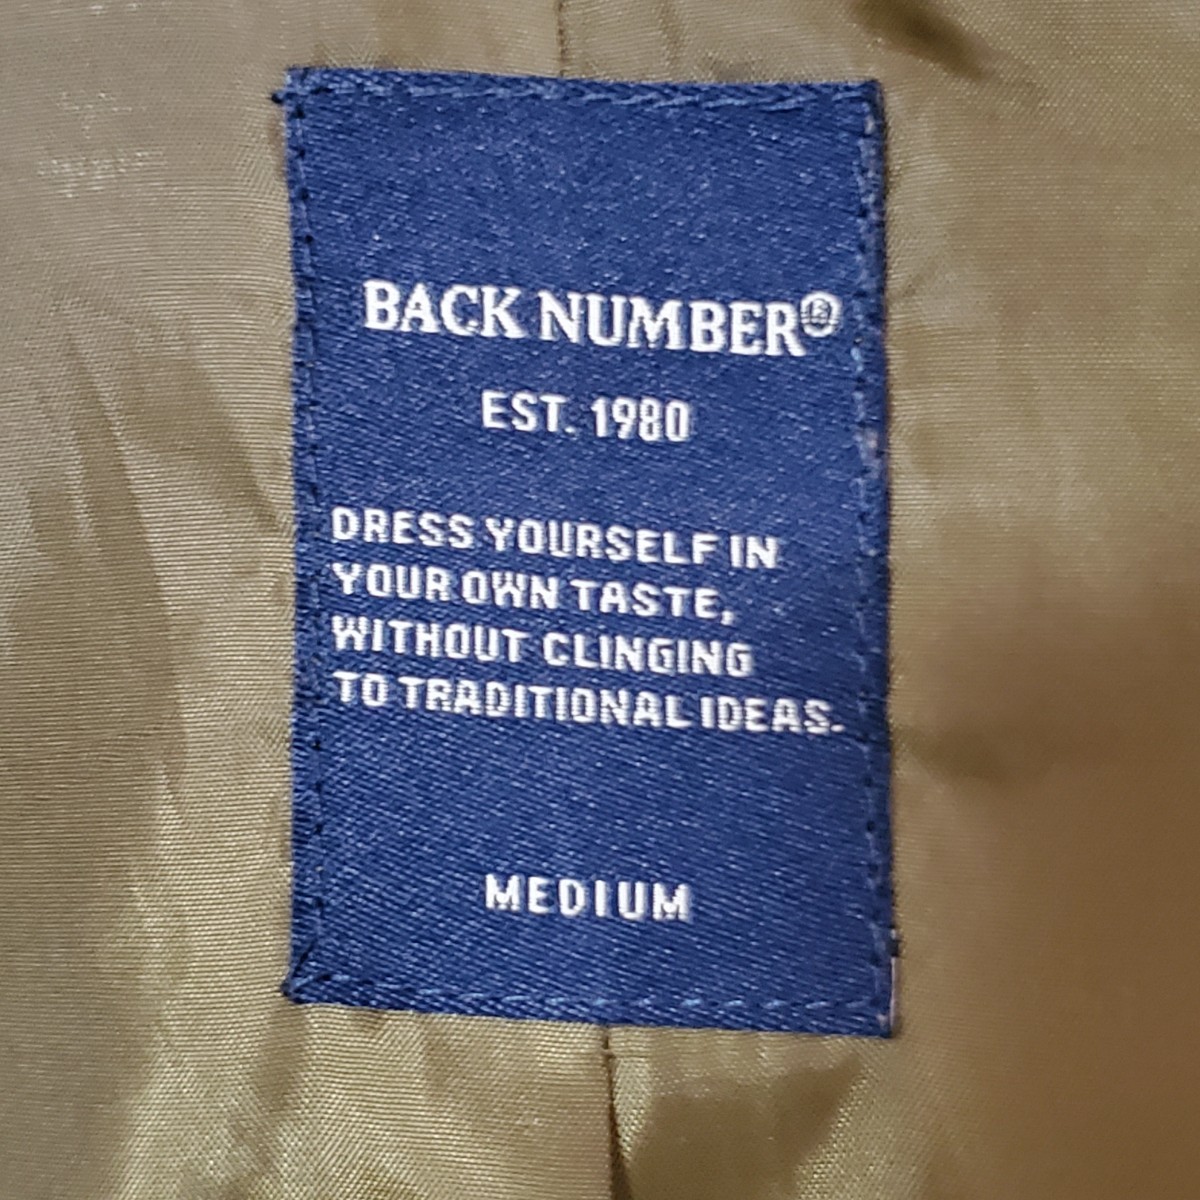 BACK NUMBER®
EST. 1980
DRESS YOURSELF IN
YOUR OWN TASTE,
WITHOUT CLINGING
TO TRADITIONAL IDEAS.
MEDIUM